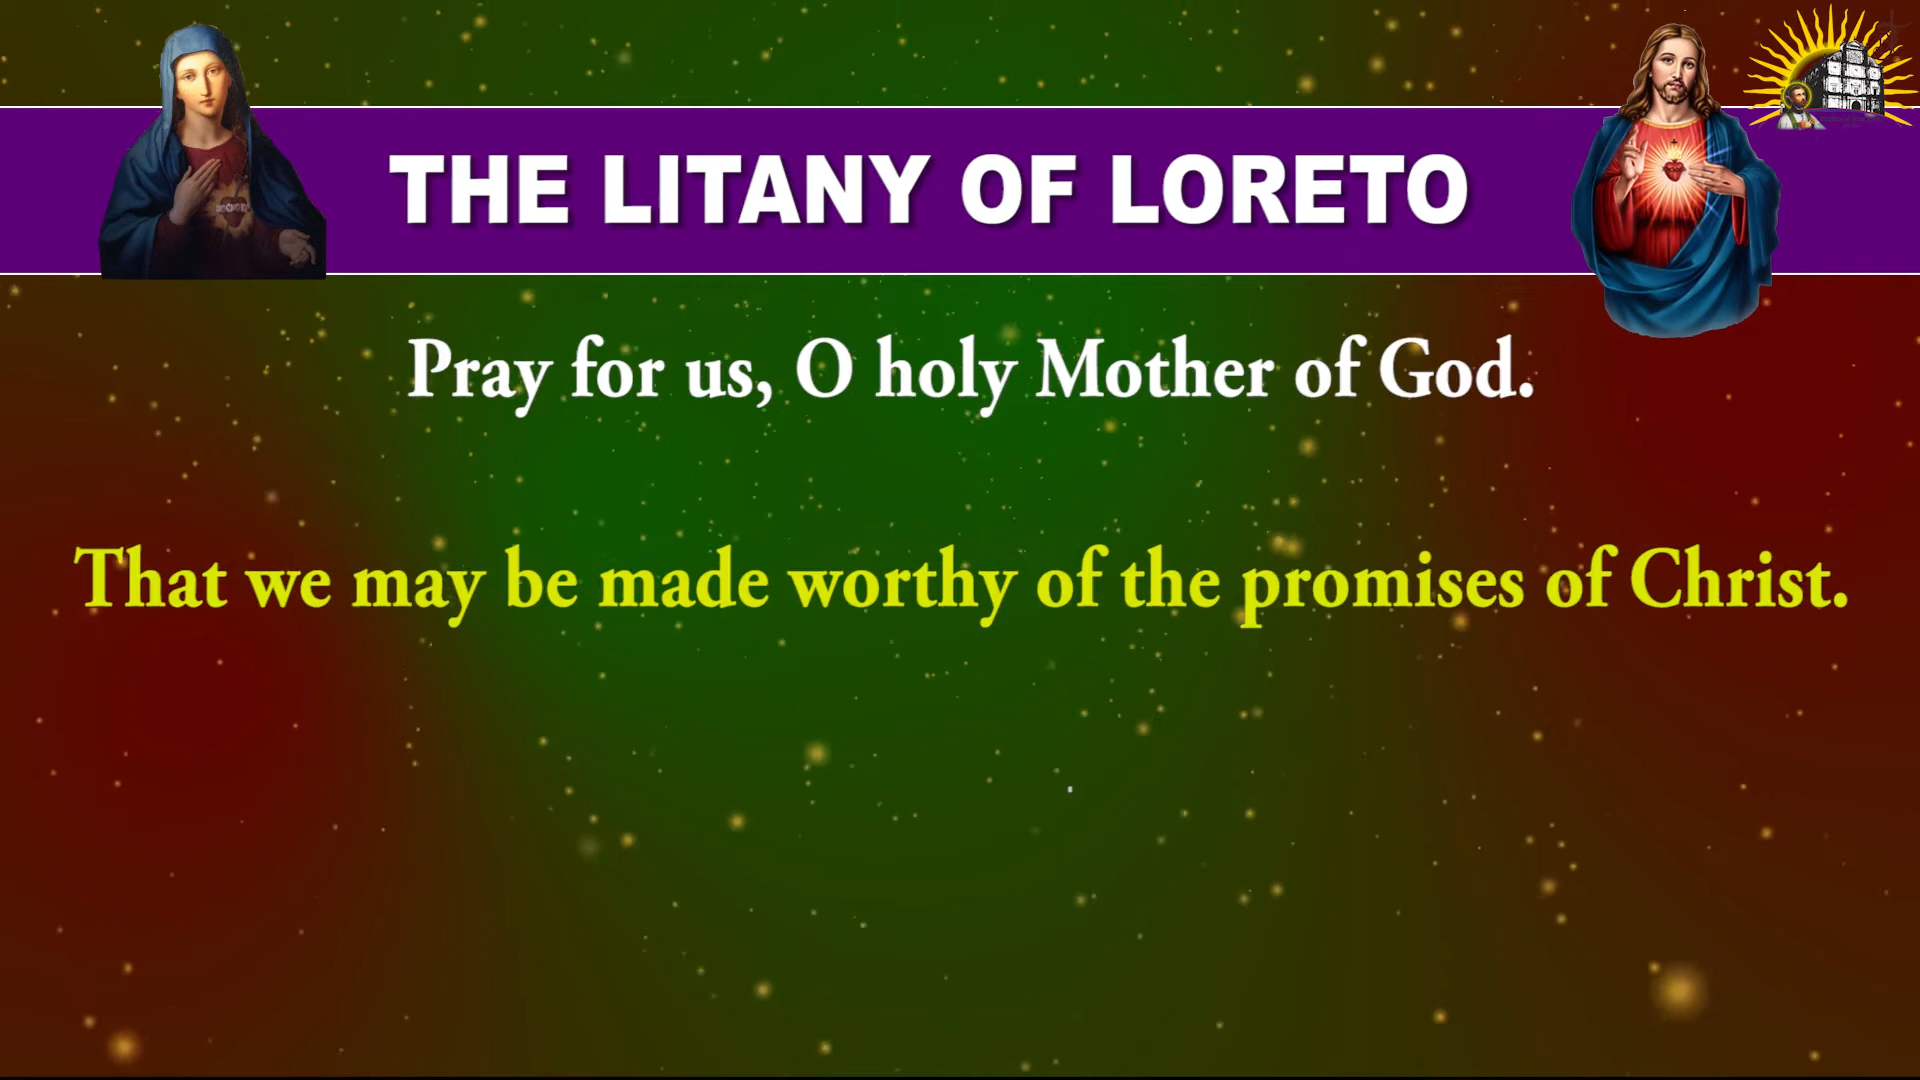 THE LITANY OF LORETO
Pray for us, O holy Mother of God.
That we may be made worthy of the promises of Christ.